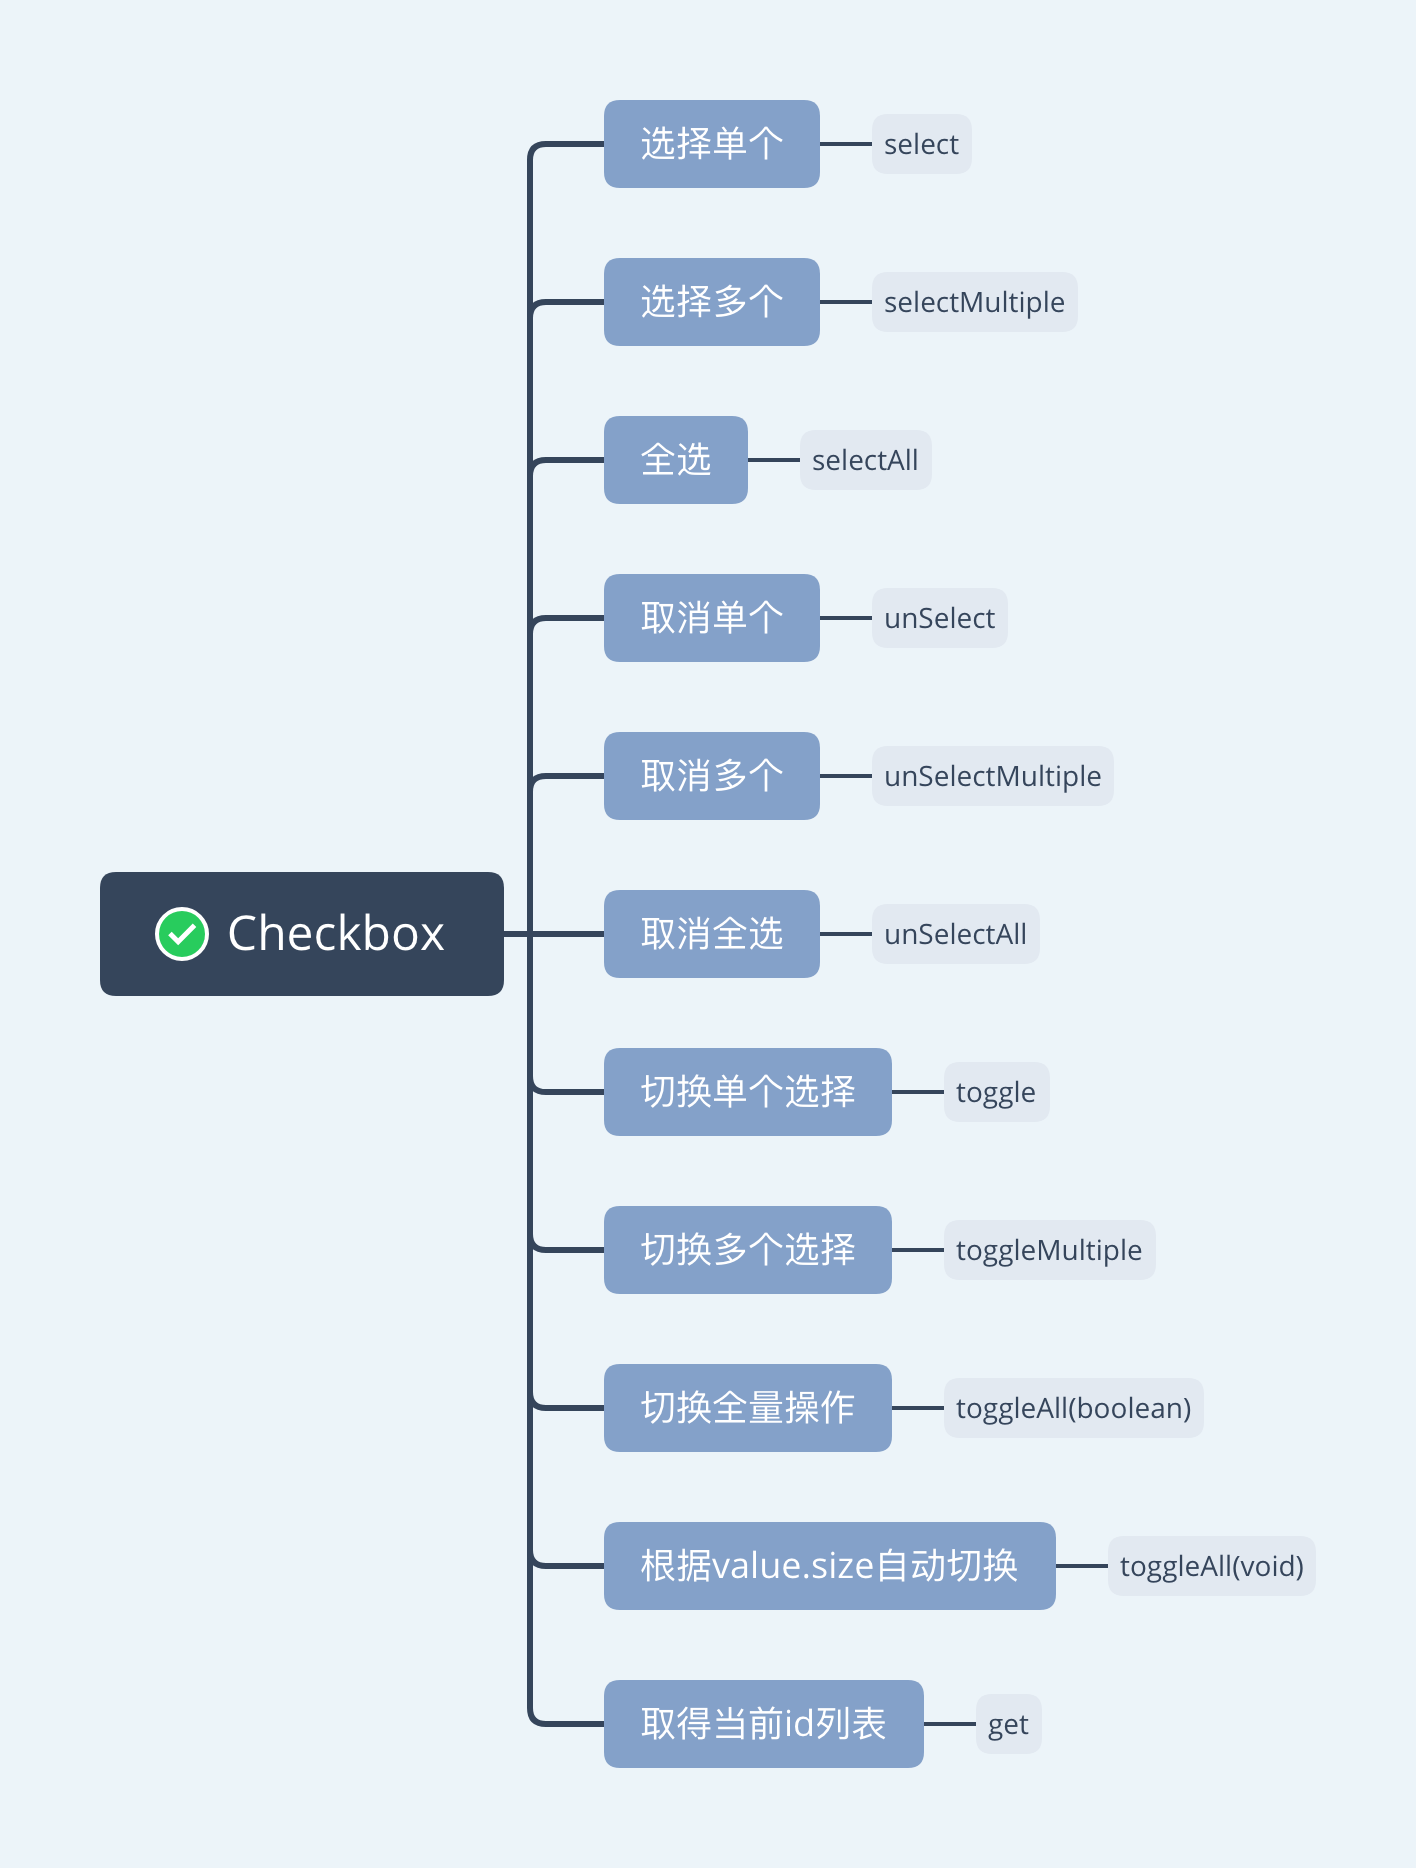 选择单个
select
选择多个
selectMultiple
全选
selectAll
取消单个
unSelect
取消多个
unSelectMultiple
Checkbox
取消全选
unSelectAll
切换单个选择
toggle
切换多个选择
toggleMultiple
切换全量操作
toggleAll(boolean)
根据value.size自动切换
toggleAll(void)
取得当前id列表
get